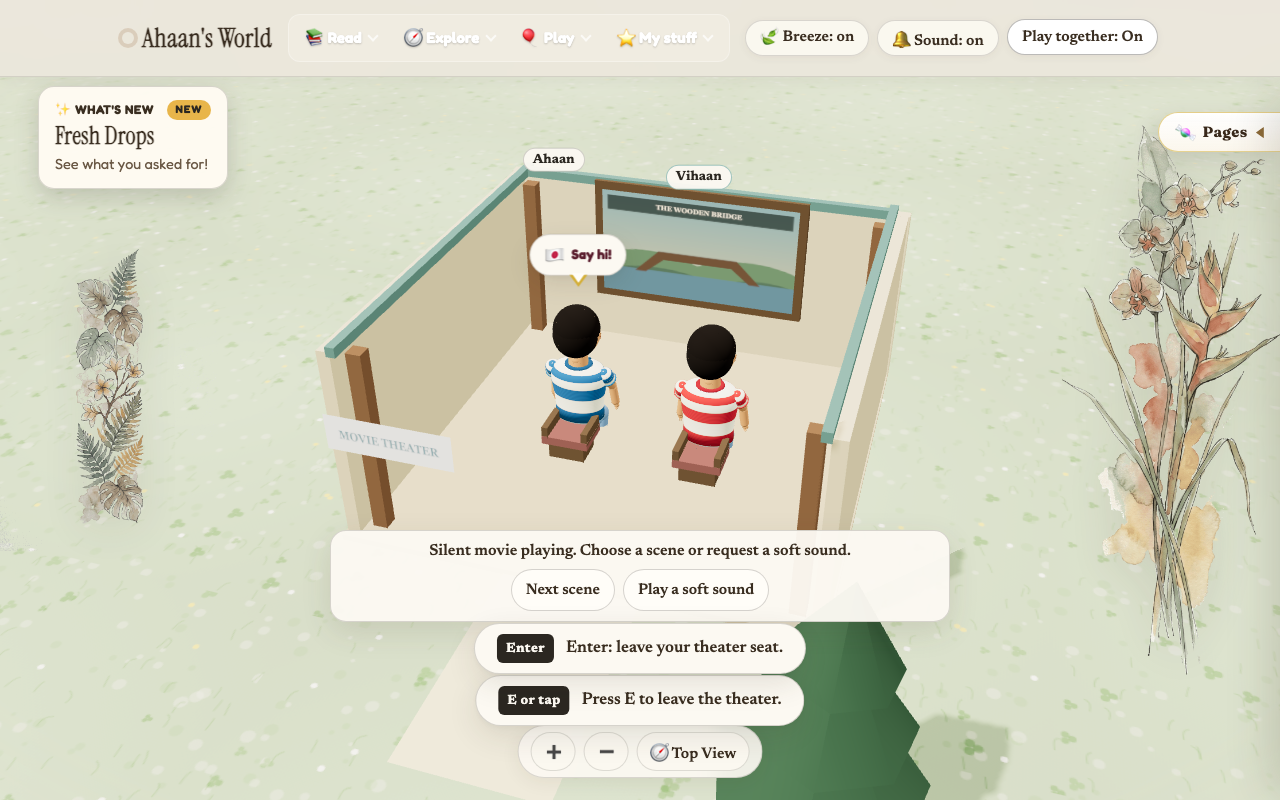 Ahaan's World
Read
Explore
Play
My stuff
Breeze: on
Sound: on
Play together: On
WHAT'S NEW
NEW
Fresh Drops
See what you asked for!
Pages
Ahaan
Vihaan
THE WOODEN BRIDGE
Say hi!
MOVIE THEATER
Silent movie playing. Choose a scene or request a soft sound.
Next scene
Play a soft sound
Enter
Enter: leave your theater seat.
E or tap
Press E to leave the theater.
+
−
Top View